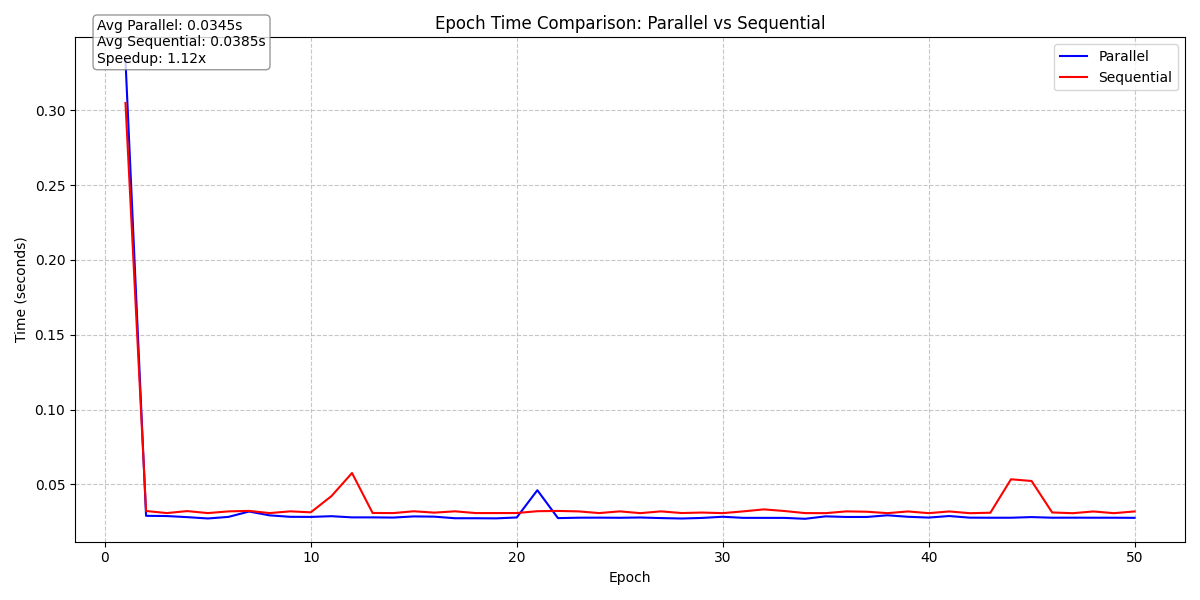 Epoch Time Comparison: Parallel vs Sequential
Avg Parallel: 0.0345s
Avg Sequential: 0.0385s
Speedup: 1.12x
Parallel
Sequential
Time (seconds)
0.30
0.25
0.20
0.15
0.10
0.05
0
10
20
30
40
50
Epoch